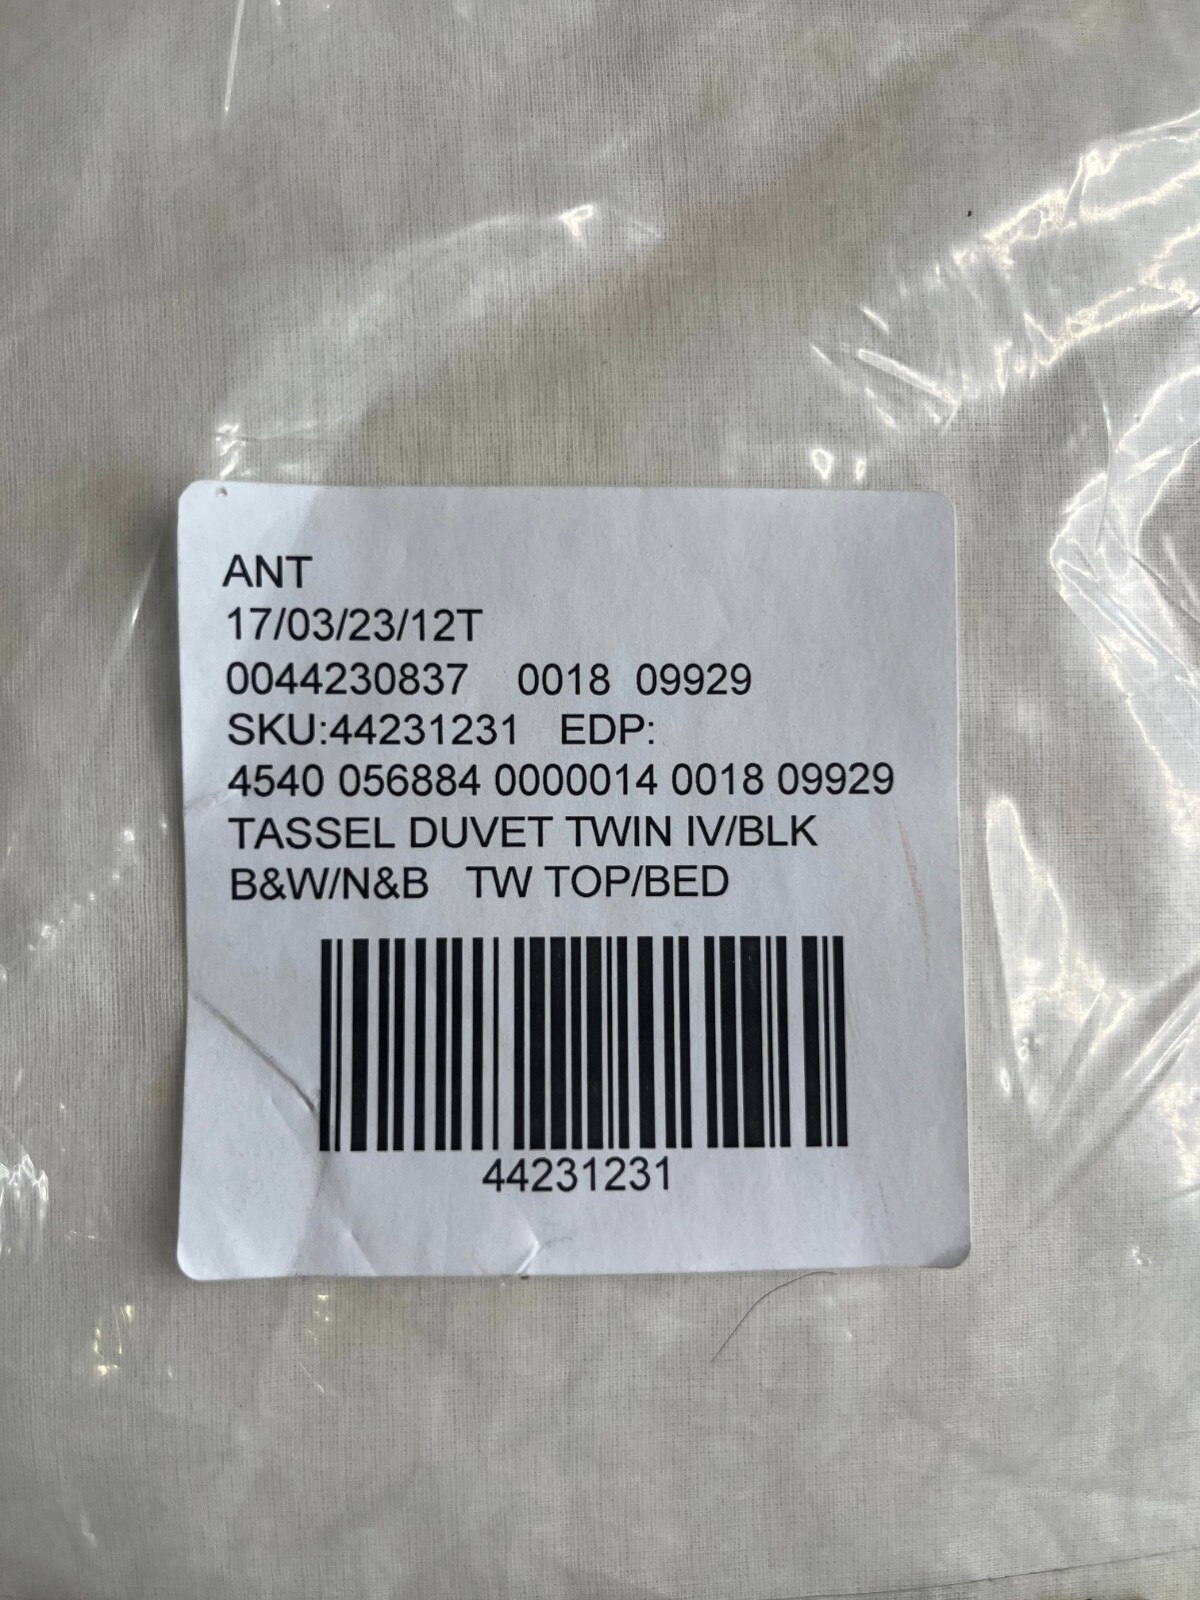 ANT
17/03/23/12T
0044230837 0018 09929
SKU:44231231 EDP:
4540 056884 0000014 0018 09929
TASSEL DUVET TWIN IV/BLK
B&W/N&B TW TOP/BED
44231231